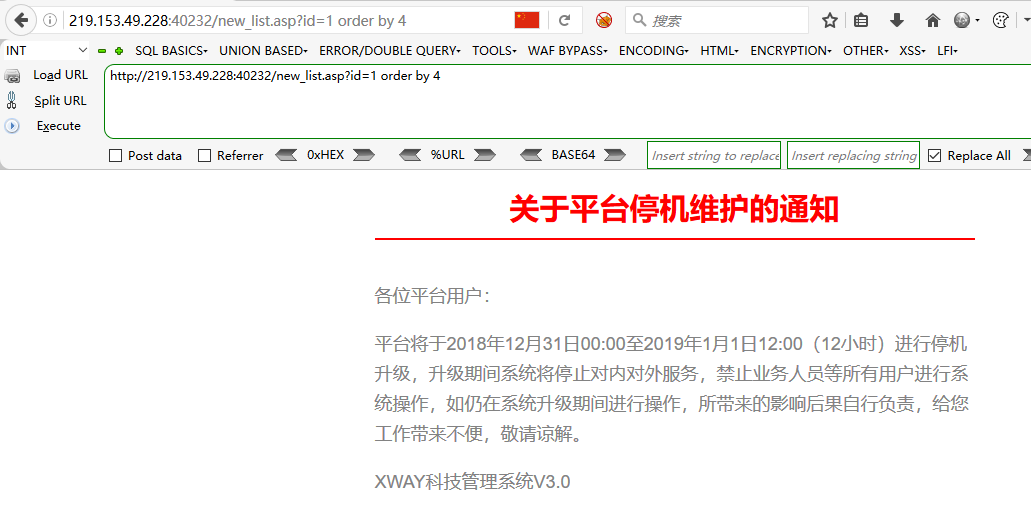 219.153.49.228:40232/new_list.asp?id=1 order by 4
搜索
INT
SQL BASICS▾ UNION BASED▾ ERROR/DOUBLE QUERY▾ TOOLS▾ WAF BYPASS▾ ENCODING▾ HTML▾ ENCRYPTION▾ OTHER▾ XSS▾ LFI▾
Load URL
http://219.153.49.228:40232/new_list.asp?id=1 order by 4
Split URL
Execute
Post data Referrer 0xHEX %URL BASE64 Insert string to replace Insert replacing string Replace All
关于平台停机维护的通知
各位平台用户：
平台将于2018年12月31日00:00至2019年1月1日12:00（12小时）进行停机
升级，升级期间系统将停止对内对外服务，禁止业务人员等所有用户进行系
统操作，如仍在系统升级期间进行操作，所带来的影响后果自行负责，给您
工作带来不便，敬请谅解。
XWAY科技管理系统V3.0